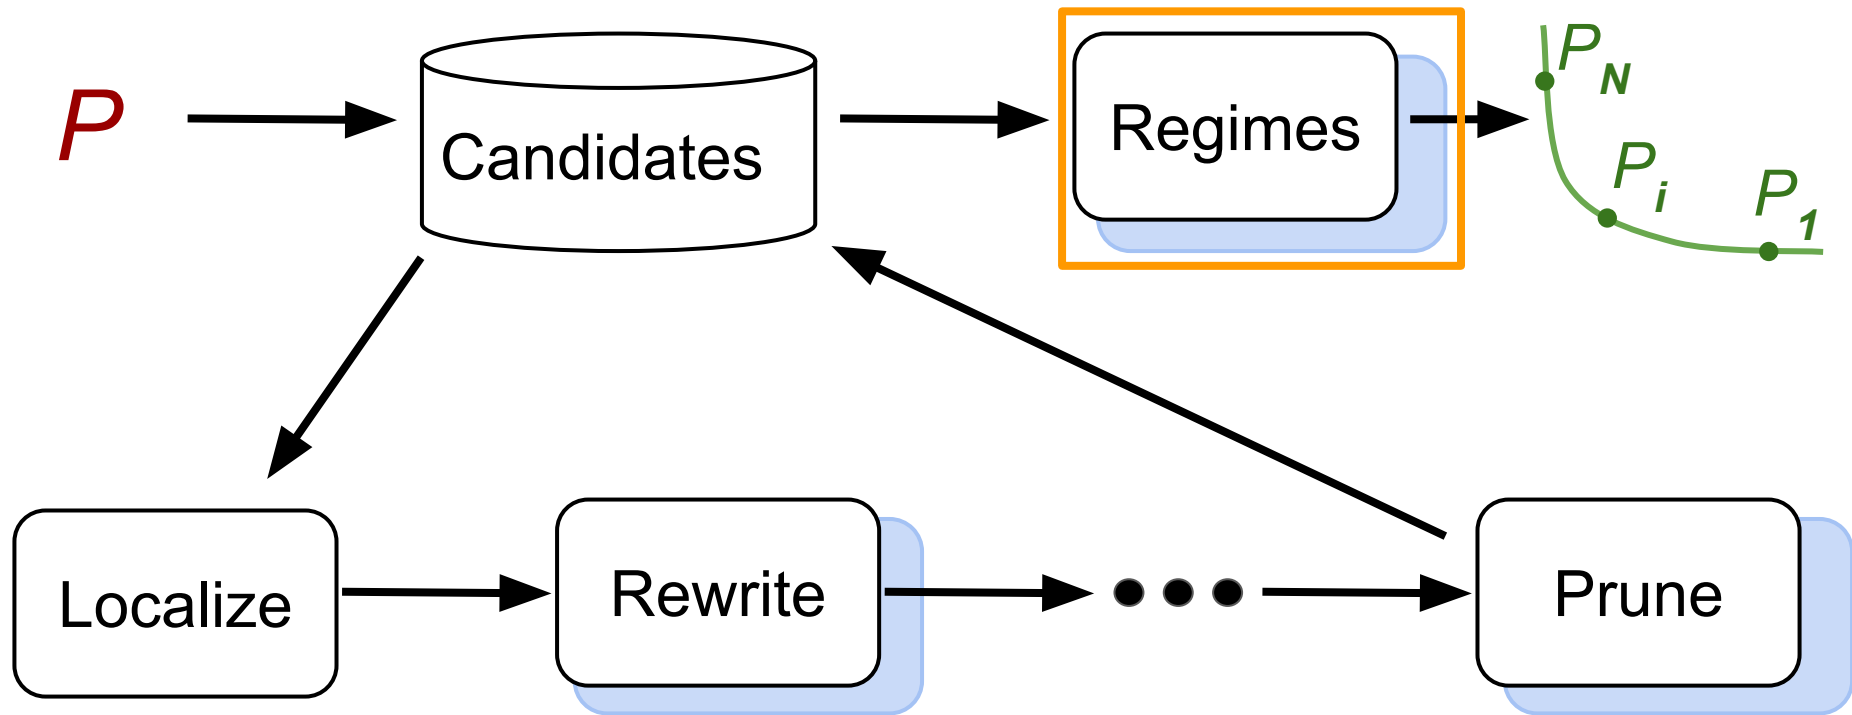 P
Candidates
Regimes
P_N
P_i
P_1
Localize
Rewrite
Prune